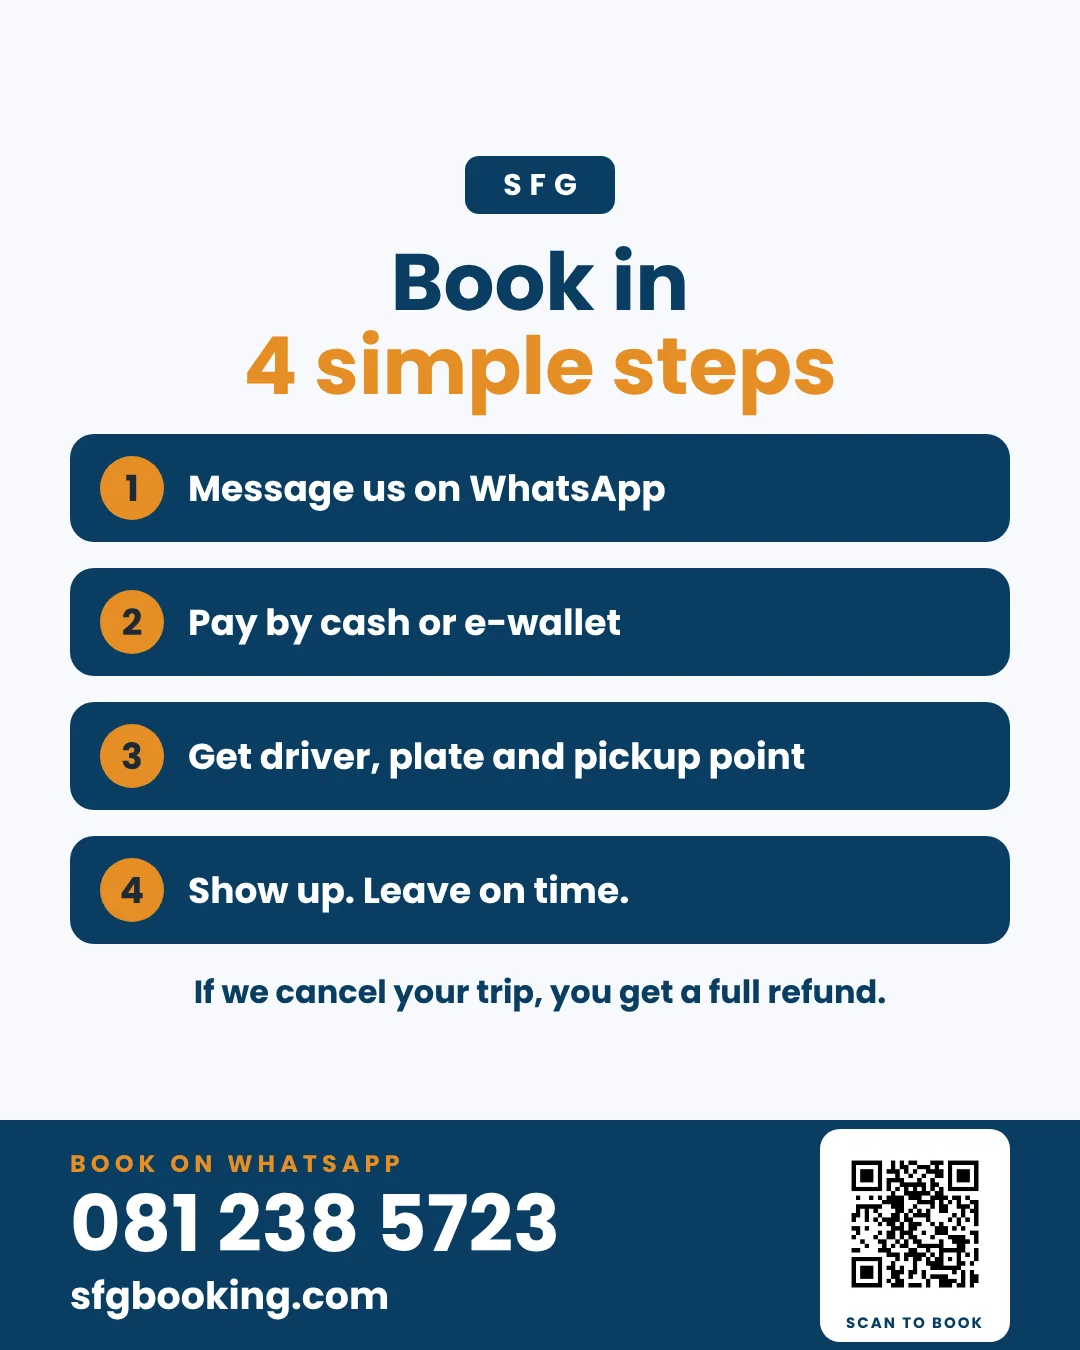 SFG
Book in
4 simple steps
1 Message us on WhatsApp
2 Pay by cash or e-wallet
3 Get driver, plate and pickup point
4 Show up. Leave on time.
If we cancel your trip, you get a full refund.
BOOK ON WHATSAPP
081 238 5723
sfgbooking.com
SCAN TO BOOK